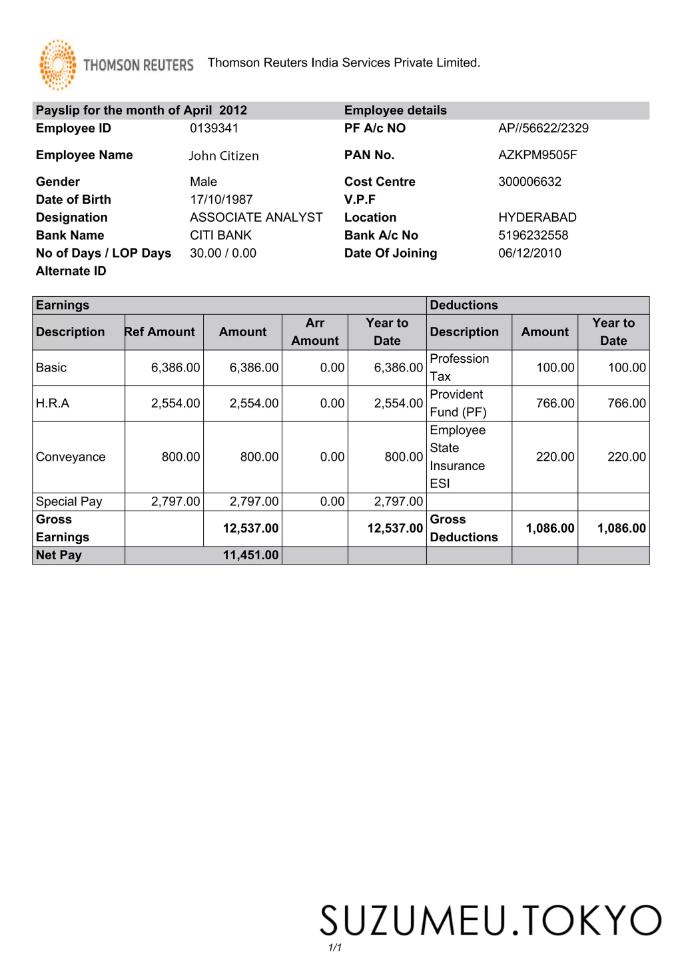 THOMSON REUTERS Thomson Reuters India Services Private Limited.
Payslip for the month of April 2012 Employee details
Employee ID 0139341 PF A/c NO AP//56622/2329
Employee Name John Citizen PAN No. AZKPM9505F
Gender Male Cost Centre 300006632
Date of Birth 17/10/1987 V.P.F
Designation ASSOCIATE ANALYST Location HYDERABAD
Bank Name CITI BANK Bank A/c No 5196232558
No of Days / LOP Days 30.00 / 0.00 Date Of Joining 06/12/2010
Alternate ID
Earnings Deductions
Description Ref Amount Amount Arr Amount Year to Date Description Amount Year to Date
Basic 6,386.00 6,386.00 0.00 6,386.00 Profession Tax 100.00 100.00
H.R.A 2,554.00 2,554.00 0.00 2,554.00 Provident Fund (PF) 766.00 766.00
Conveyance 800.00 800.00 0.00 800.00 Employee State Insurance ESI 220.00 220.00
Special Pay 2,797.00 2,797.00 0.00 2,797.00
Gross Earnings 12,537.00 12,537.00 Gross Deductions 1,086.00 1,086.00
Net Pay 11,451.00
SUZUMEU.TOKYO
1/1